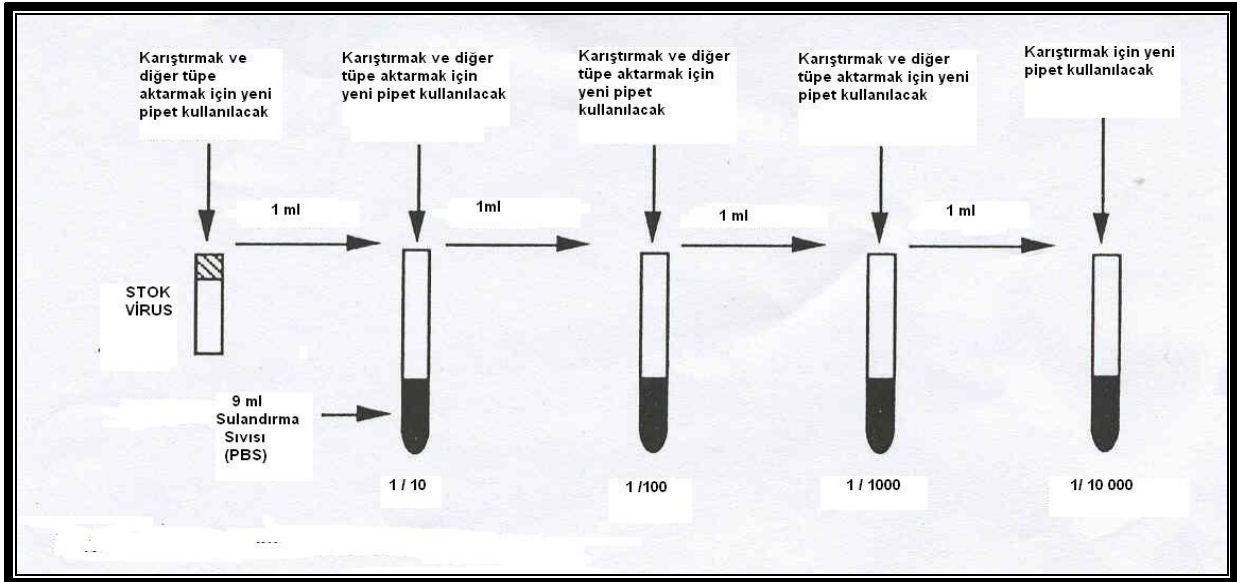 Karıştırmak ve
diğer tüpe
aktarmak için yeni
pipet kullanılacak
Karıştırmak ve diğer
tüpe aktarmak için
yeni pipet kullanılacak
Karıştırmak ve diğer
tüpe aktarmak için
yeni pipet
kullanılacak
Karıştırmak ve diğer
tüpe aktarmak için yeni
pipet kullanılacak
Karıştırmak için yeni
pipet kullanılacak
1 ml
1ml
1 ml
1 ml
STOK
VİRUS
9 ml
Sulandırma
Sıvısı
(PBS)
1 / 10
1 /100
1 / 1000
1/ 10 000